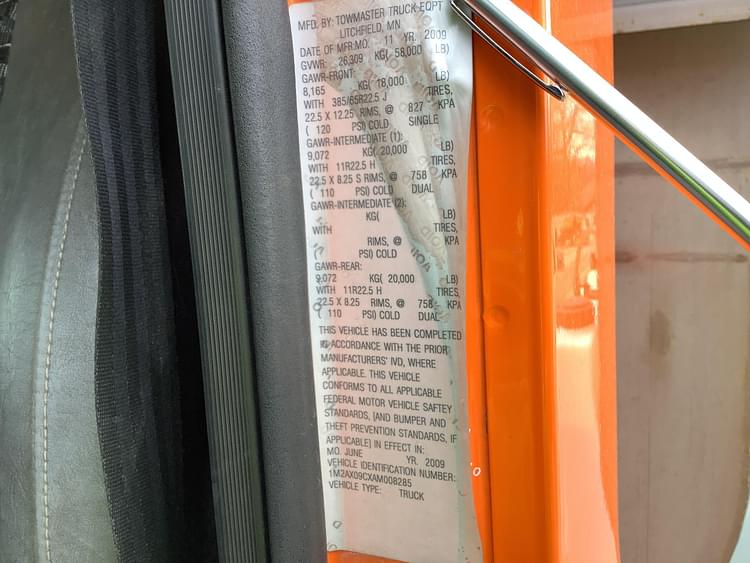 MFD. BY: TOWMASTER TRUCK EQPT
LITCHFIELD, MN
DATE OF MFR:MO. 11 YR. 2009
GVWR: 26,309 KG( 58,000 LB)
GAWR-FRONT:
8,165 KG( 18,000 LB)
WITH 385/65R22.5 J TIRES,
22.5 X 12.25 RIMS, @ 827 KPA
( 120 PSI) COLD SINGLE
GAWR-INTERMEDIATE (1):
9,072 KG( 20,000 LB)
WITH 11R22.5 H TIRES,
22.5 X 8.25 S RIMS, @ 758 KPA
( 110 PSI) COLD DUAL
GAWR-INTERMEDIATE (2):
KG( LB)
WITH TIRES,
RIMS, @ KPA
( PSI) COLD
GAWR-REAR:
9,072 KG( 20,000 LB)
WITH 11R22.5 H TIRES,
22.5 X 8.25 RIMS, @ 758 KPA
( 110 PSI) COLD DUAL
THIS VEHICLE HAS BEEN COMPLETED
IN ACCORDANCE WITH THE PRIOR
MANUFACTURERS' IVD, WHERE
APPLICABLE. THIS VEHICLE
CONFORMS TO ALL APPLICABLE
FEDERAL MOTOR VEHICLE SAFTEY
STANDARDS, [AND BUMPER AND
THEFT PREVENTION STANDARDS, IF
APPLICABLE] IN EFFECT IN:
MO. JUNE YR. 2009
VEHICLE IDENTIFICATION NUMBER:
1M2AX09CXAM008285
VEHICLE TYPE: TRUCK